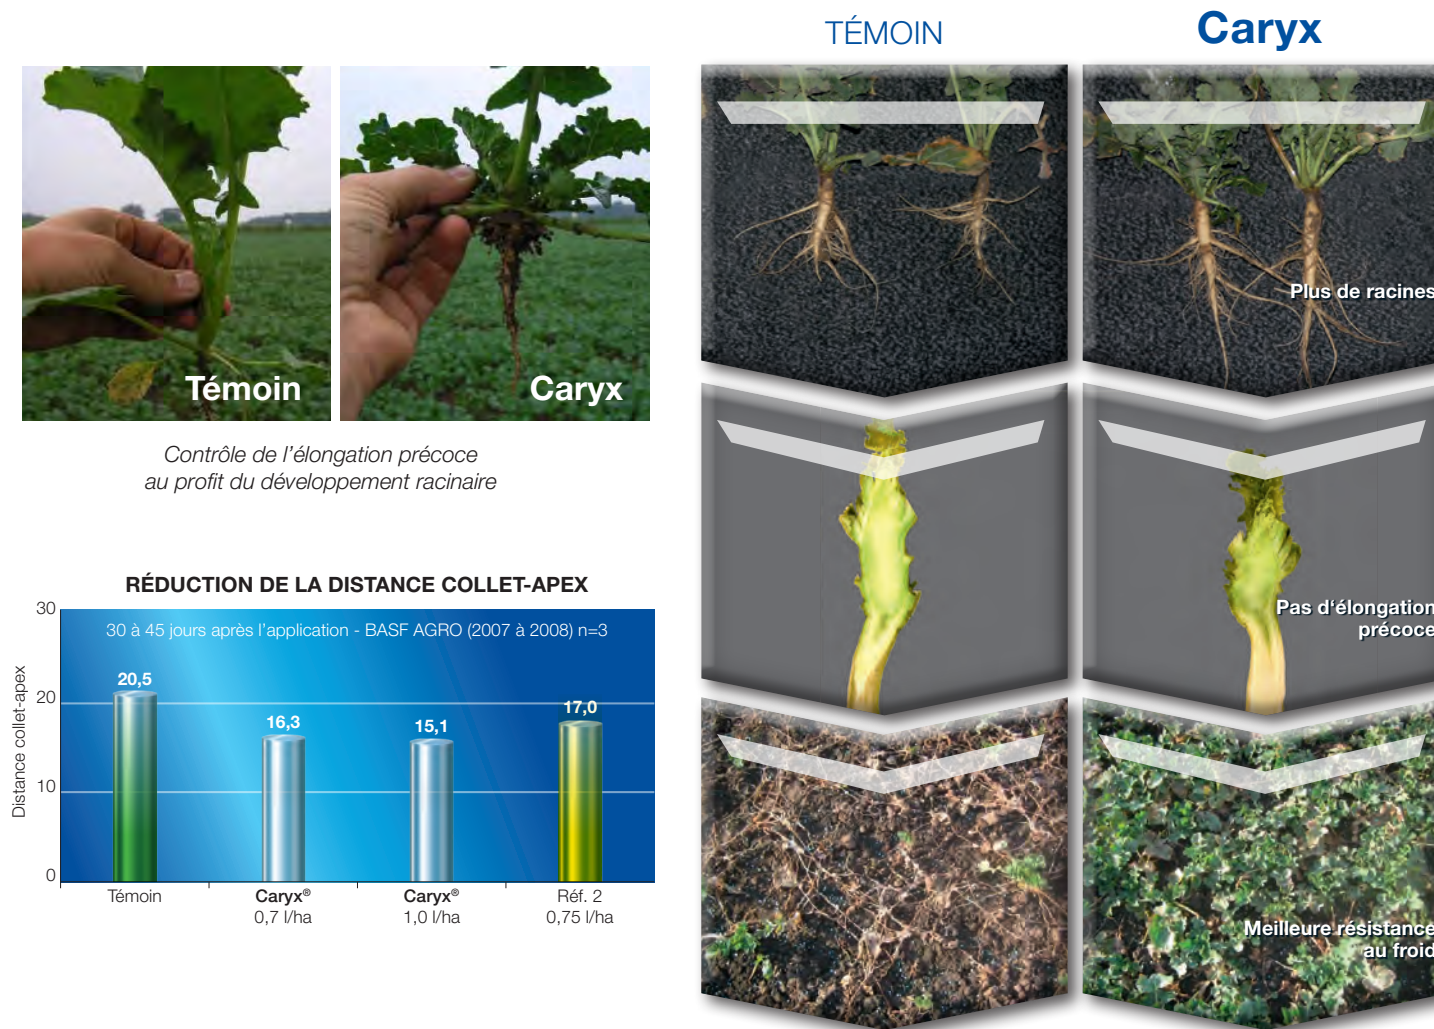 Témoin
Caryx
Contrôle de l'élongation précoce
au profit du développement racinaire
RÉDUCTION DE LA DISTANCE COLLET-APEX
30 à 45 jours après l'application - BASF AGRO (2007 à 2008) n=3
Distance collet-apex
30
20
10
0
20,5
16,3
15,1
17,0
Témoin
Caryx®
0,7 l/ha
Caryx®
1,0 l/ha
Réf. 2
0,75 l/ha
TÉMOIN
Caryx
Plus de racines
Pas d‘élongation
précoce
Meilleure résistance
au froid